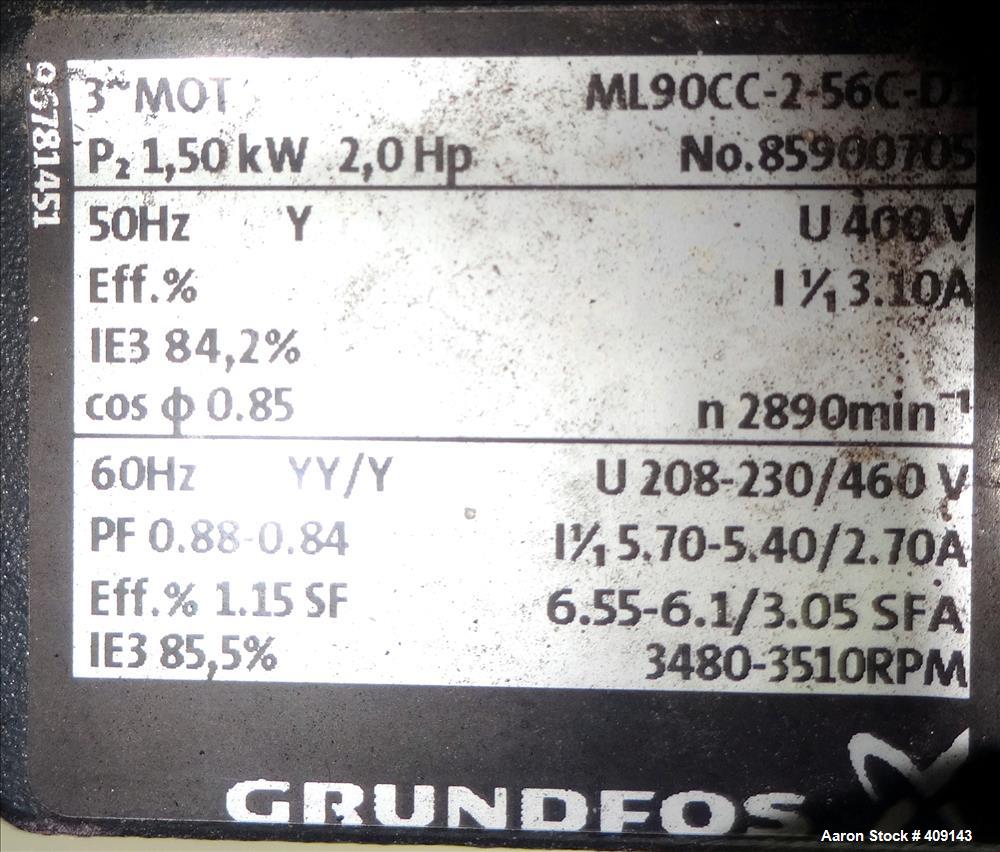 96781451
3~MOT ML90CC-2-56C-D1
P₂ 1,50 kW 2,0 Hp No.85900705
50Hz Y U 400 V
Eff.% I 1/1 3.10A
IE3 84,2%
cos ϕ 0.85 n 2890min⁻¹
60Hz YY/Y U 208-230/460 V
PF 0.88-0.84 I 1/1 5.70-5.40/2.70A
Eff.% 1.15 SF 6.55-6.1/3.05 SFA
IE3 85,5% 3480-3510RPM
GRUNDFOS
Aaron Stock # 409143